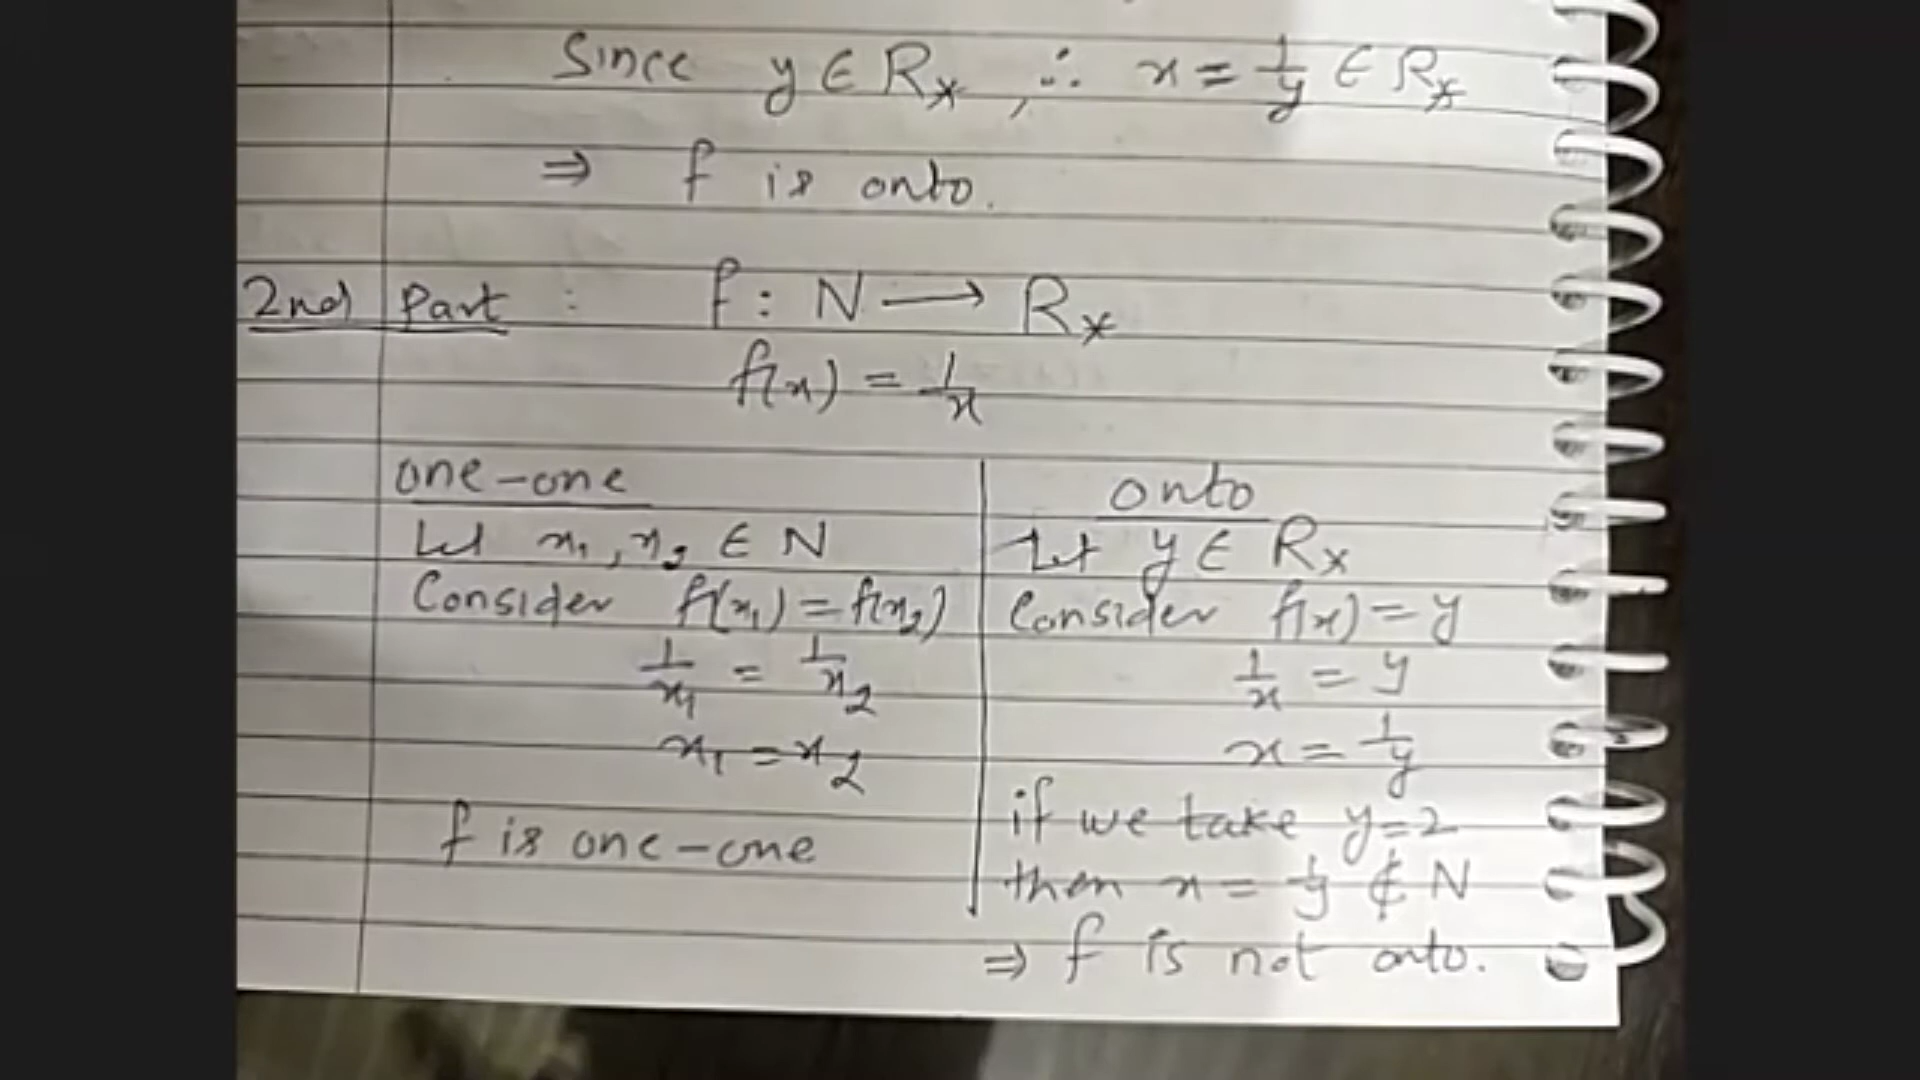 Since y ∈ R* , ∴ x = 1/y ∈ R*
⇒ f is onto.
2nd Part : f : N → R*
f(x) = 1/x
one-one
Let x₁, x₂ ∈ N
Consider f(x₁) = f(x₂)
1/x₁ = 1/x₂
x₁ = x₂
f is one-one
onto
Let y ∈ R*
Consider f(x) = y
1/x = y
x = 1/y
if we take y = 2
then x = 1/y ∉ N
⇒ f is not onto.